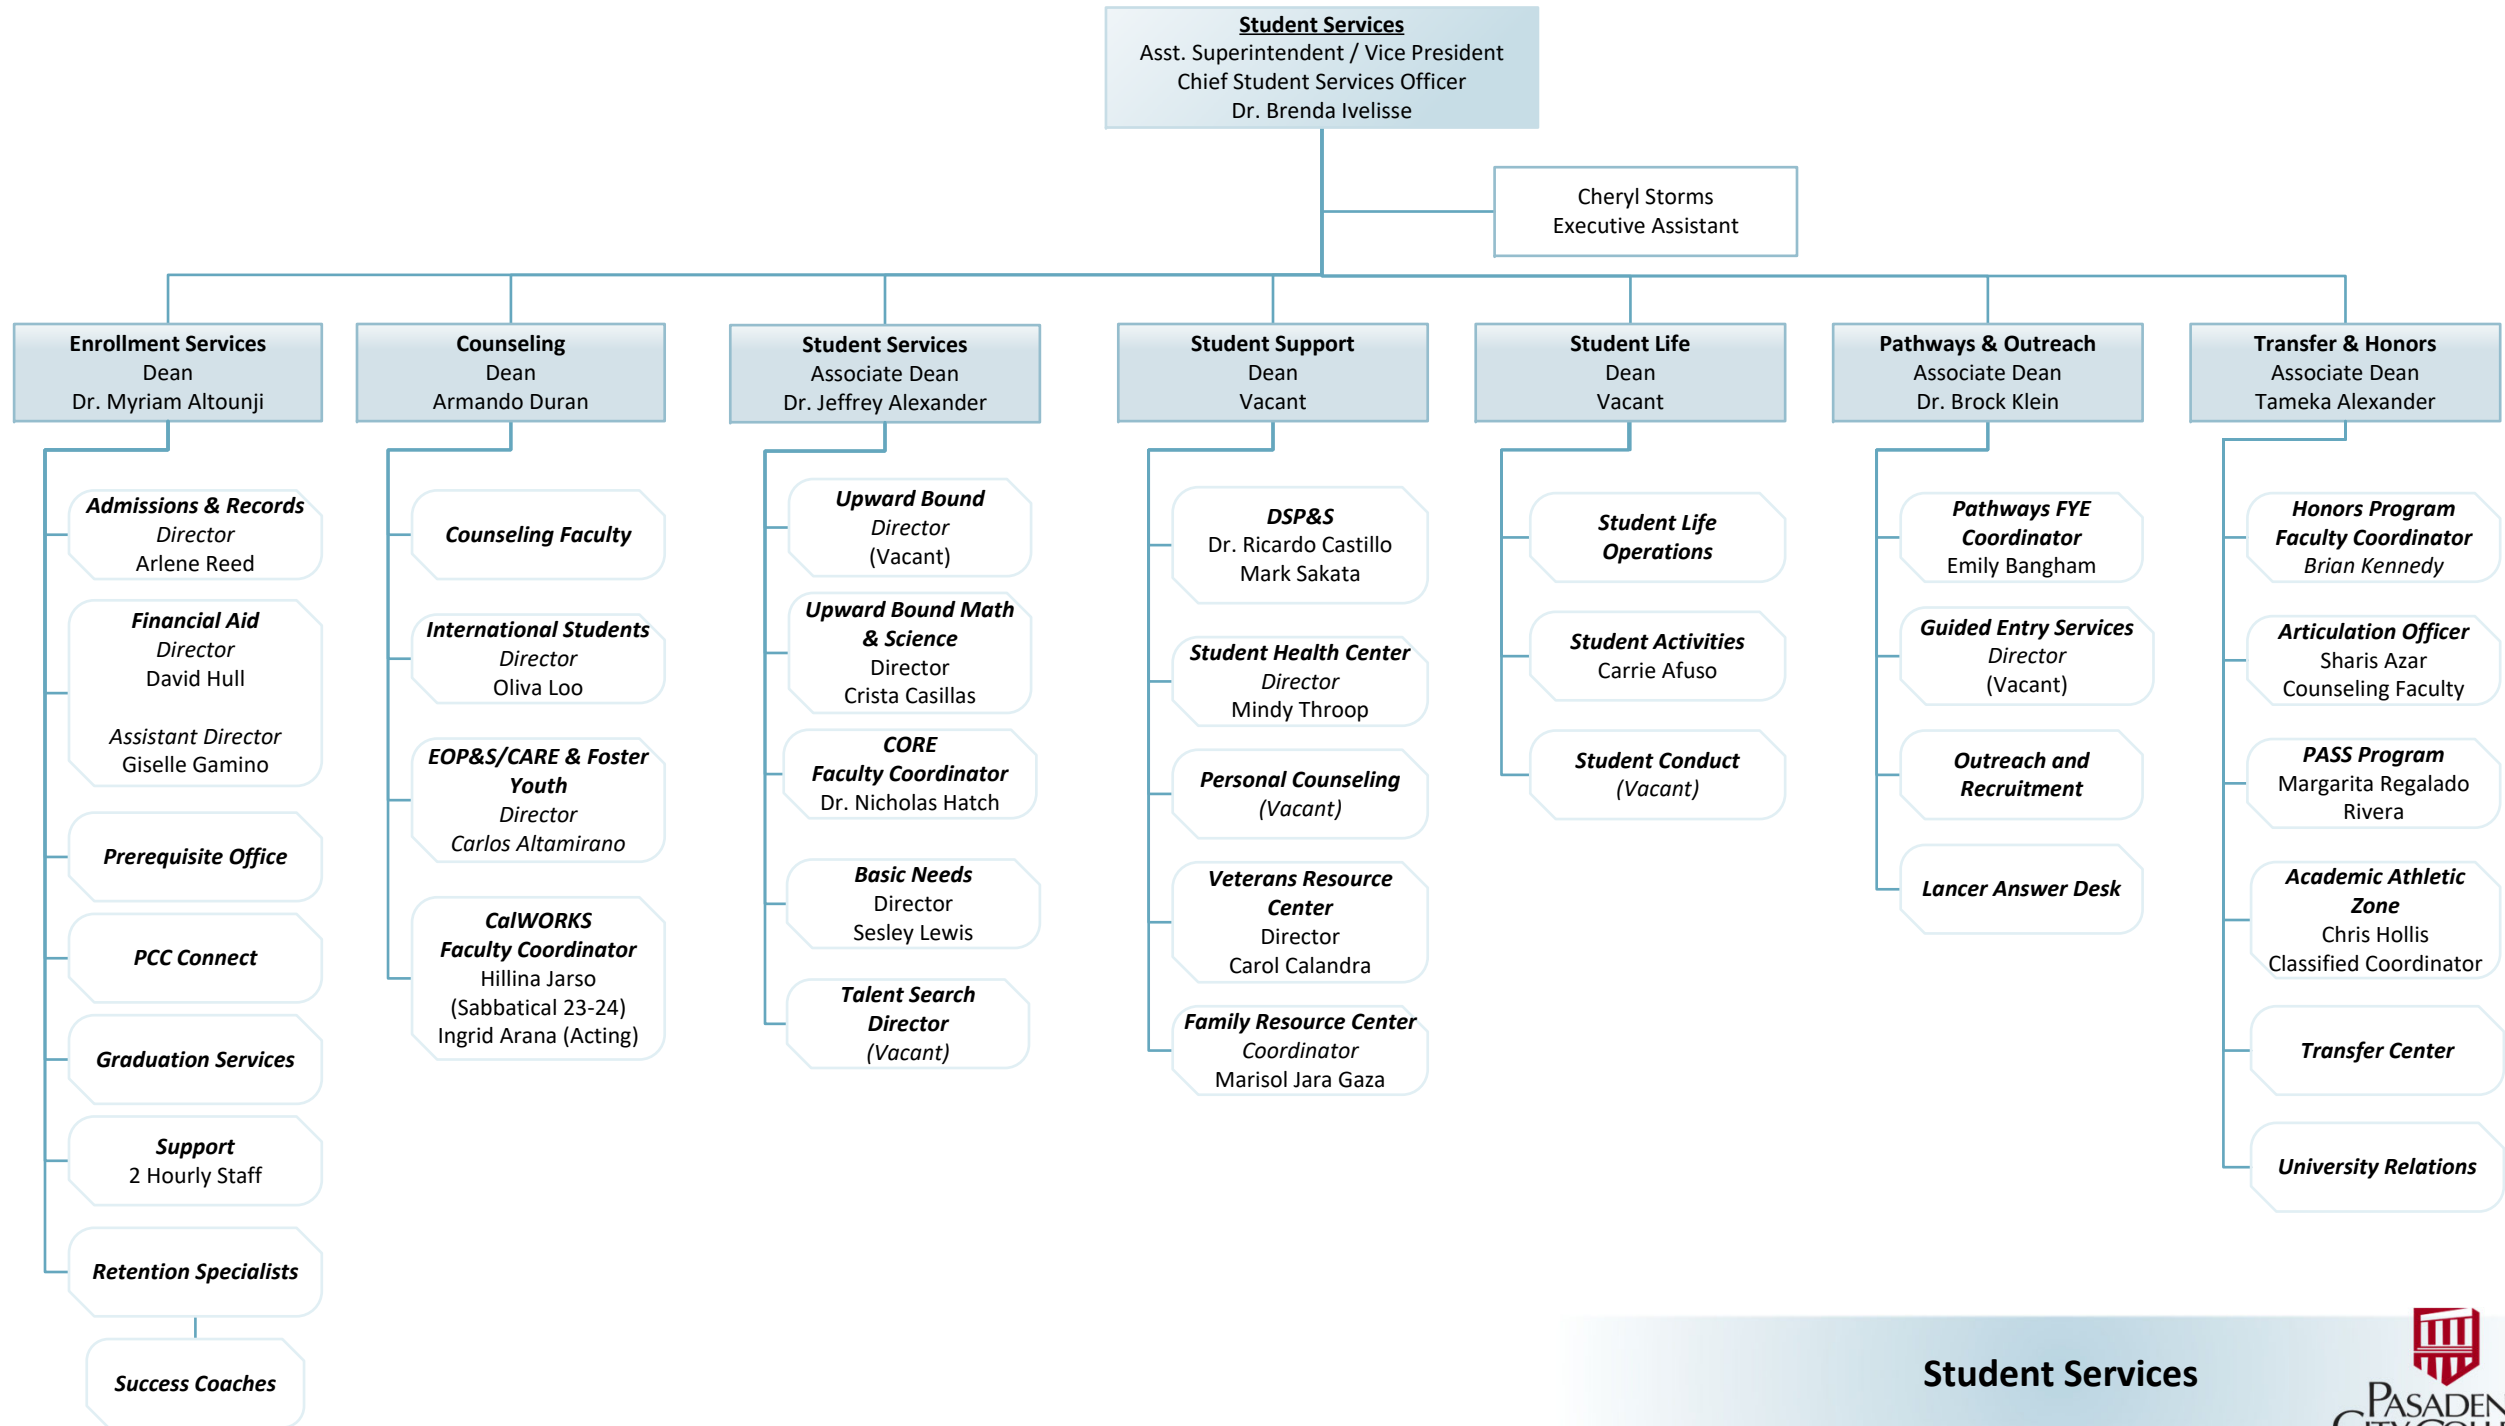 Student Services
Asst. Superintendent / Vice President
Chief Student Services Officer
Dr. Brenda Ivelisse
Cheryl Storms
Executive Assistant
Enrollment Services
Dean
Dr. Myriam Altounji
Admissions & Records
Director
Arlene Reed
Financial Aid
Director
David Hull
Assistant Director
Giselle Gamino
Prerequisite Office
PCC Connect
Graduation Services
Support
2 Hourly Staff
Retention Specialists
Success Coaches
Counseling
Dean
Armando Duran
Counseling Faculty
International Students
Director
Oliva Loo
EOP&S/CARE & Foster
Youth
Director
Carlos Altamirano
CalWORKS
Faculty Coordinator
Hillina Jarso
(Sabbatical 23-24)
Ingrid Arana (Acting)
Student Services
Associate Dean
Dr. Jeffrey Alexander
Upward Bound
Director
(Vacant)
Upward Bound Math
& Science
Director
Crista Casillas
CORE
Faculty Coordinator
Dr. Nicholas Hatch
Basic Needs
Director
Sesley Lewis
Talent Search
Director
(Vacant)
Student Support
Dean
Vacant
DSP&S
Dr. Ricardo Castillo
Mark Sakata
Student Health Center
Director
Mindy Throop
Personal Counseling
(Vacant)
Veterans Resource
Center
Director
Carol Calandra
Family Resource Center
Coordinator
Marisol Jara Gaza
Student Life
Dean
Vacant
Student Life
Operations
Student Activities
Carrie Afuso
Student Conduct
(Vacant)
Pathways & Outreach
Associate Dean
Dr. Brock Klein
Pathways FYE
Coordinator
Emily Bangham
Guided Entry Services
Director
(Vacant)
Outreach and
Recruitment
Lancer Answer Desk
Transfer & Honors
Associate Dean
Tameka Alexander
Honors Program
Faculty Coordinator
Brian Kennedy
Articulation Officer
Sharis Azar
Counseling Faculty
PASS Program
Margarita Regalado
Rivera
Academic Athletic
Zone
Chris Hollis
Classified Coordinator
Transfer Center
University Relations
Student Services
PASADEN
CITY COLL